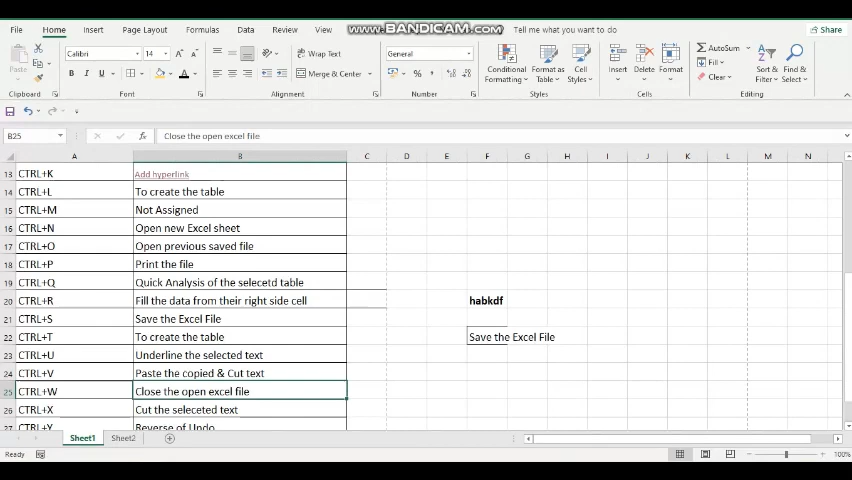 www.BANDICAM.com
File Home Insert Page Layout Formulas Data Review View Tell me what you want to do Share
Calibri 14 General AutoSum
Wrap Text
Fill
Paste B I U Merge & Center Conditional Formatting Format as Table Cell Styles Insert Delete Format Clear Sort & Filter Find & Select
Clipboard Font Alignment Number Styles Cells Editing
B25 Close the open excel file
A B C D E F G H I J K L M N
13 CTRL+K Add hyperlink
14 CTRL+L To create the table
15 CTRL+M Not Assigned
16 CTRL+N Open new Excel sheet
17 CTRL+O Open previous saved file
18 CTRL+P Print the file
19 CTRL+Q Quick Analysis of the selecetd table
20 CTRL+R Fill the data from their right side cell habkdf
21 CTRL+S Save the Excel File
22 CTRL+T To create the table Save the Excel File
23 CTRL+U Underline the selected text
24 CTRL+V Paste the copied & Cut text
25 CTRL+W Close the open excel file
26 CTRL+X Cut the seleceted text
27 CTRL+Y Reverse of Undo
Sheet1 Sheet2
Ready 100%